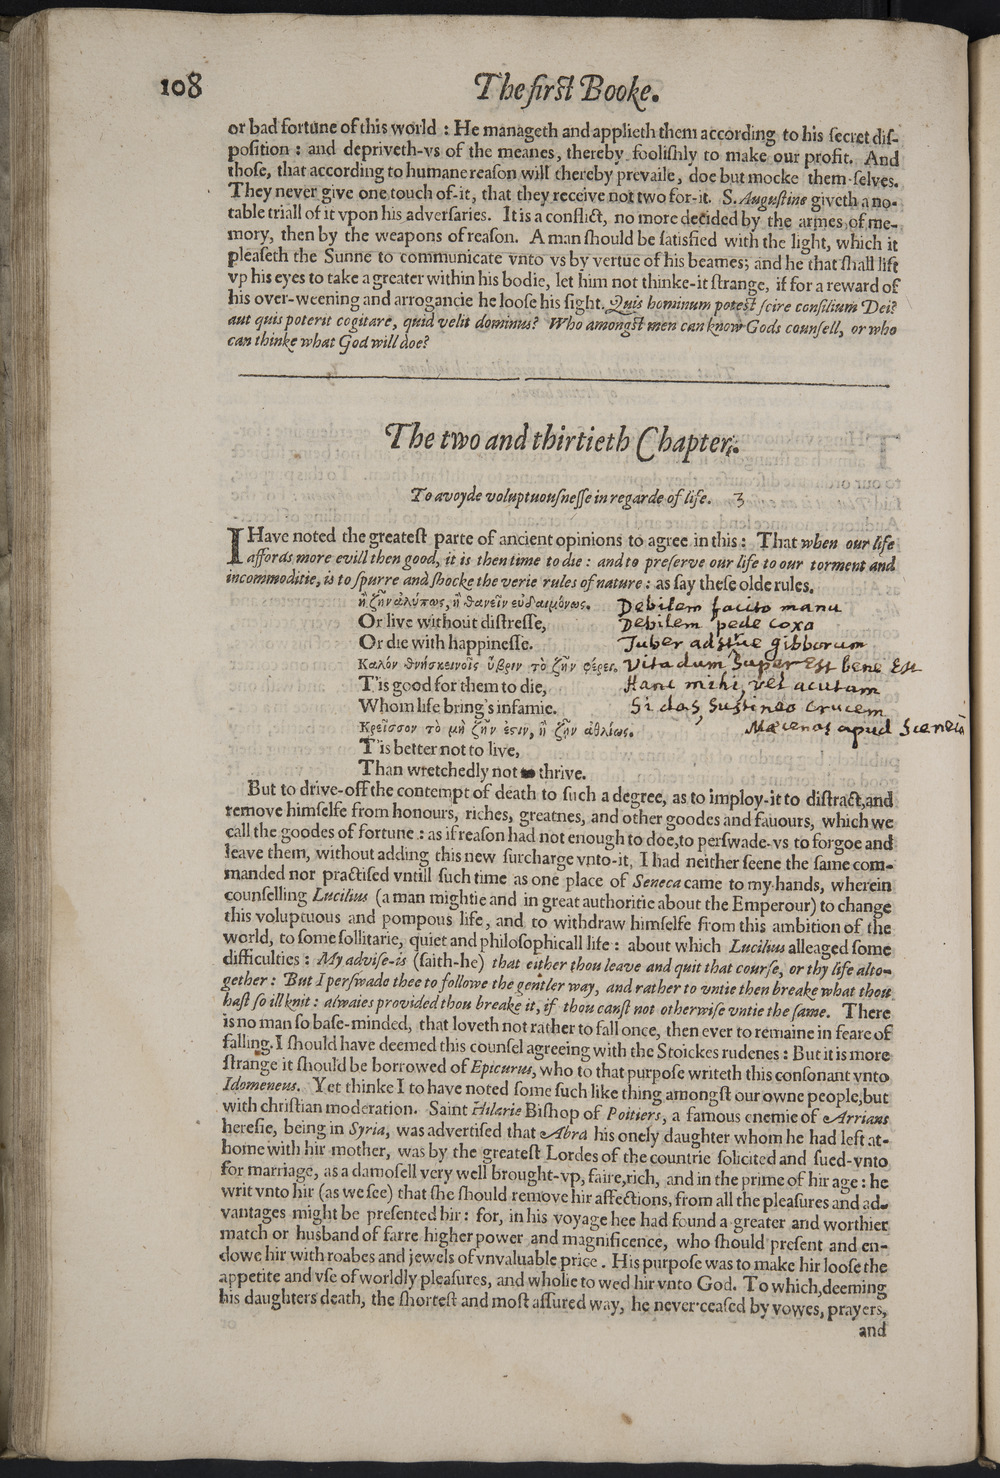 108
The first Booke.
or bad fortune of this world : He manageth and applieth them according to his secret dis-
position : and depriveth-vs of the meanes, thereby foolishly to make our profit. And
those, that according to humane reason will thereby prevaile, doe but mocke them-selves.
They never give one touch of-it, that they receive not two for-it. S. Augustine giveth a no-
table triall of it vpon his adversaries. It is a conflict, no more decided by the armes of me-
mory, then by the weapons of reason. A man should be satisfied with the light, which it
pleaseth the Sunne to communicate vnto vs by vertue of his beames; and he that shall lift
vp his eyes to take a greater within his bodie, let him not thinke-it strange, if for a reward of
his over-weening and arrogancie he loose his sight. Quis hominum potest scire consilium Dei?
aut quis poterit cogitare, quid velit dominus? Who amongst men can know Gods counsell, or who
can thinke what God will doe?
The two and thirtieth Chapter.
To avoyde voluptuousnesse in regarde of life. 3
I Have noted the greatest parte of ancient opinions to agree in this : That when our life
affords more evill then good, it is then time to die : and to preserve our life to our torment and
incommoditie, is to spurre and shocke the verie rules of nature : as say these olde rules.
ἢ ζῆν ἀλύπως, ἢ θανεῖν εὐδαιμόνως. Debilem facito manu
Or live without distresse, Debilem pede coxa
Or die with happinesse. Tuber adstrue gibborum
Καλόν θνήσκειν οἷς ὕβριν τὸ ζῆν φέρει. Vita dum super Est bene Est
T'is good for them to die, Hanc mihi, vel acutam
Whom life bring's infamie. Si das, sustineo crucem
Κρεῖσσον τὸ μὴ ζῆν ἐστιν, ἢ ζῆν ἀθλίως. Mæcenas apud Senecā
T'is better not to live,
Than wretchedly not to thrive.
But to drive-off the contempt of death to such a degree, as to imploy-it to distract, and
remove himselfe from honours, riches, greatnes, and other goodes and fauours, which we
call the goodes of fortune : as if reason had not enough to doe, to perswade-vs to forgoe and
leave them, without adding this new surcharge vnto-it, I had neither seene the same com-
manded nor practised vntill such time as one place of Seneca came to my hands, wherein
counselling Lucilius (a man mightie and in great authoritie about the Emperour) to change
this voluptuous and pompous life, and to withdraw himselfe from this ambition of the
world, to some sollitarie, quiet and philosophicall life : about which Lucilius alleaged some
difficulties : My advise-is (saith-he) that either thou leave and quit that course, or thy life alto-
gether : But I perswade thee to followe the gentler way, and rather to vntie then breake what thou
hast so ill knit : alwaies provided thou breake it, if thou canst not otherwise vntie the same. There
is no man so base-minded, that loveth not rather to fall once, then ever to remaine in feare of
falling. I should have deemed this counsel agreeing with the Stoickes rudenes : But it is more
strange it should be borrowed of Epicurus, who to that purpose writeth this consonant vnto
Idomeneus. Yet thinke I to have noted some such like thing amongst our owne people, but
with christian moderation. Saint Hilarie Bishop of Poitiers, a famous enemie of Arrians
heresie, being in Syria, was advertised that Abra his onely daughter whom he had left at-
home with hir mother, was by the greatest Lordes of the countrie solicited and sued-vnto
for marriage, as a damosell very well brought-vp, faire, rich, and in the prime of hir age : he
writ vnto hir (as we see) that she should remove hir affections, from all the pleasures and ad-
vantages might be presented hir : for, in his voyage hee had found a greater and worthier
match or husband of farre higher power and magnificence, who should present and en-
dowe hir with roabes and jewels of vnvaluable price. His purpose was to make hir loose the
appetite and vse of worldly pleasures, and wholie to wed hir vnto God. To which, deeming
his daughters death, the shortest and most assured way, he never-ceased by vowes, prayers,
and